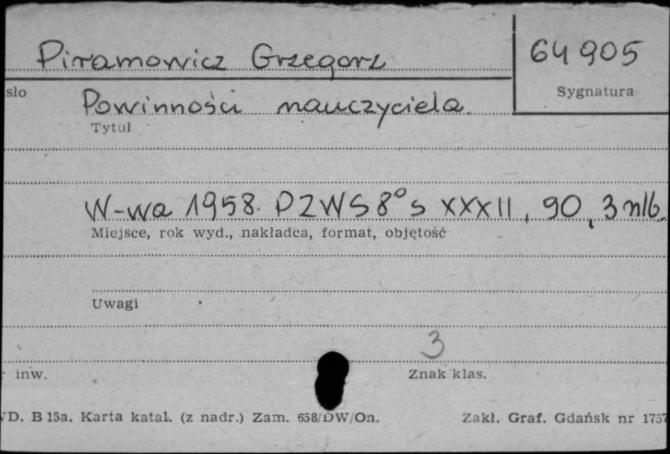 Piramowicz Grzegorz
64905
Sygnatura
sło
Powinności nauczyciela.
Tytuł
W-wa 1958. PZWS 8° s XXXII, 90, 3 nlb.
Miejsce, rok wyd., nakładca, format, objętość
Uwagi
3
inw.
Znak klas.
D. B 15a. Karta katal. (z nadr.) Zam. 658/DW/On.
Zakł. Graf. Gdańsk nr 1757